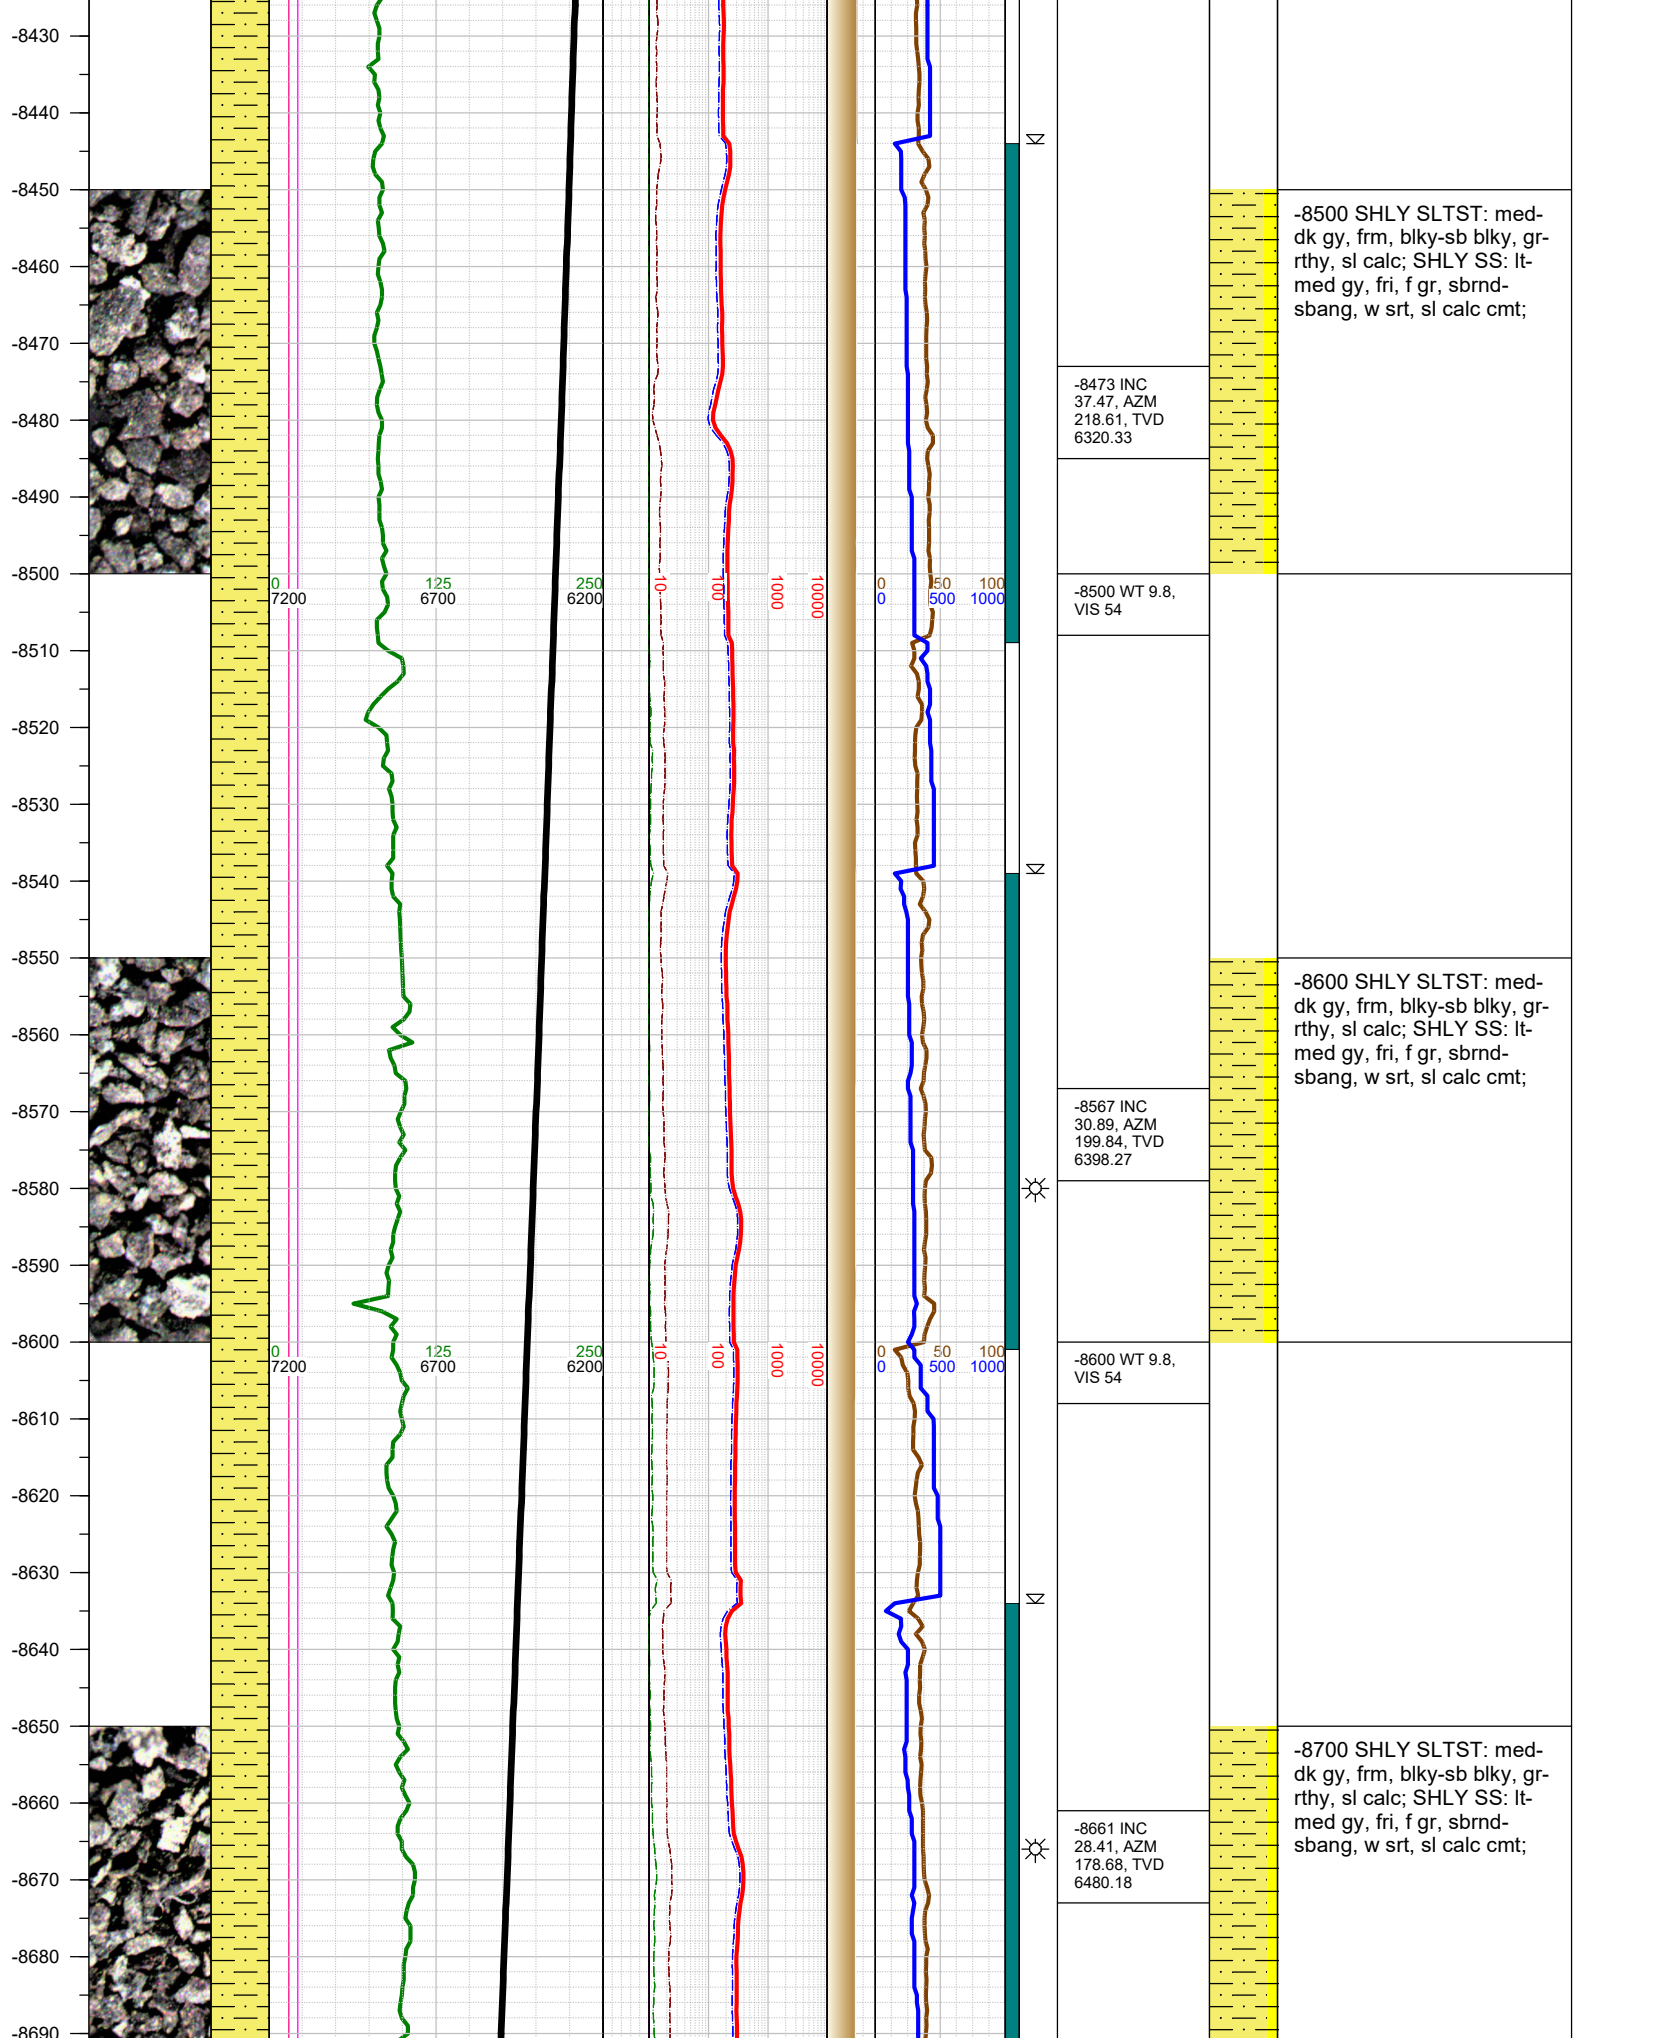 -8430
-8440
-8450
-8500 SHLY SLTST: med-
dk gy, frm, blky-sb blky, gr-
rthy, sl calc; SHLY SS: lt-
med gy, fri, f gr, sbrnd-
sbang, w srt, sl calc cmt;
-8460
-8470
-8473 INC
37.47, AZM
218.61, TVD
6320.33
-8480
-8490
-8500
0 125 250
7200 6700 6200
10 100 1000 10000
0 50 100
0 500 1000
-8500 WT 9.8,
VIS 54
-8510
-8520
-8530
-8540
-8550
-8600 SHLY SLTST: med-
dk gy, frm, blky-sb blky, gr-
rthy, sl calc; SHLY SS: lt-
med gy, fri, f gr, sbrnd-
sbang, w srt, sl calc cmt;
-8560
-8570
-8567 INC
30.89, AZM
199.84, TVD
6398.27
-8580
-8590
-8600
0 125 250
7200 6700 6200
10 100 1000 10000
0 50 100
0 500 1000
-8600 WT 9.8,
VIS 54
-8610
-8620
-8630
-8640
-8650
-8700 SHLY SLTST: med-
dk gy, frm, blky-sb blky, gr-
rthy, sl calc; SHLY SS: lt-
med gy, fri, f gr, sbrnd-
sbang, w srt, sl calc cmt;
-8660
-8661 INC
28.41, AZM
178.68, TVD
6480.18
-8670
-8680
-8690